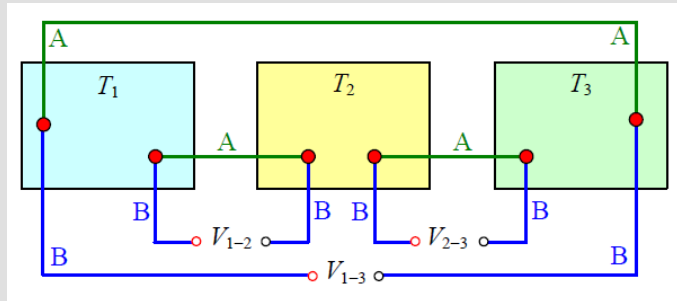 A A
T₁ T₂ T₃
A A
B B B B
V₁₋₂ V₂₋₃
B B
V₁₋₃